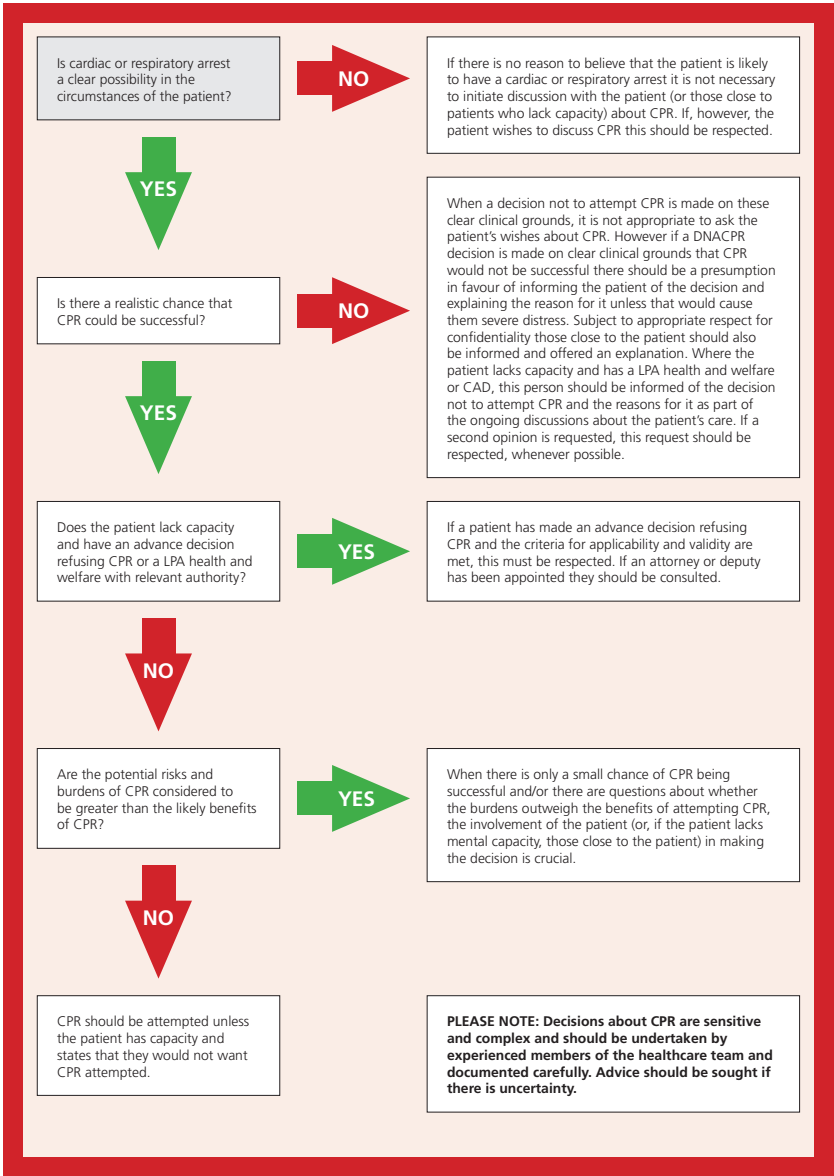 Is cardiac or respiratory arrest
a clear possibility in the
circumstances of the patient?
NO
If there is no reason to believe that the patient is likely
to have a cardiac or respiratory arrest it is not necessary
to initiate discussion with the patient (or those close to
patients who lack capacity) about CPR. If, however, the
patient wishes to discuss CPR this should be respected.
YES
Is there a realistic chance that
CPR could be successful?
NO
When a decision not to attempt CPR is made on these
clear clinical grounds, it is not appropriate to ask the
patient’s wishes about CPR. However if a DNACPR
decision is made on clear clinical grounds that CPR
would not be successful there should be a presumption
in favour of informing the patient of the decision and
explaining the reason for it unless that would cause
them severe distress. Subject to appropriate respect for
confidentiality those close to the patient should also
be informed and offered an explanation. Where the
patient lacks capacity and has a LPA health and welfare
or CAD, this person should be informed of the decision
not to attempt CPR and the reasons for it as part of
the ongoing discussions about the patient’s care. If a
second opinion is requested, this request should be
respected, whenever possible.
YES
Does the patient lack capacity
and have an advance decision
refusing CPR or a LPA health and
welfare with relevant authority?
YES
If a patient has made an advance decision refusing
CPR and the criteria for applicability and validity are
met, this must be respected. If an attorney or deputy
has been appointed they should be consulted.
NO
Are the potential risks and
burdens of CPR considered to
be greater than the likely benefits
of CPR?
YES
When there is only a small chance of CPR being
successful and/or there are questions about whether
the burdens outweigh the benefits of attempting CPR,
the involvement of the patient (or, if the patient lacks
mental capacity, those close to the patient) in making
the decision is crucial.
NO
CPR should be attempted unless
the patient has capacity and
states that they would not want
CPR attempted.
PLEASE NOTE: Decisions about CPR are sensitive
and complex and should be undertaken by
experienced members of the healthcare team and
documented carefully. Advice should be sought if
there is uncertainty.